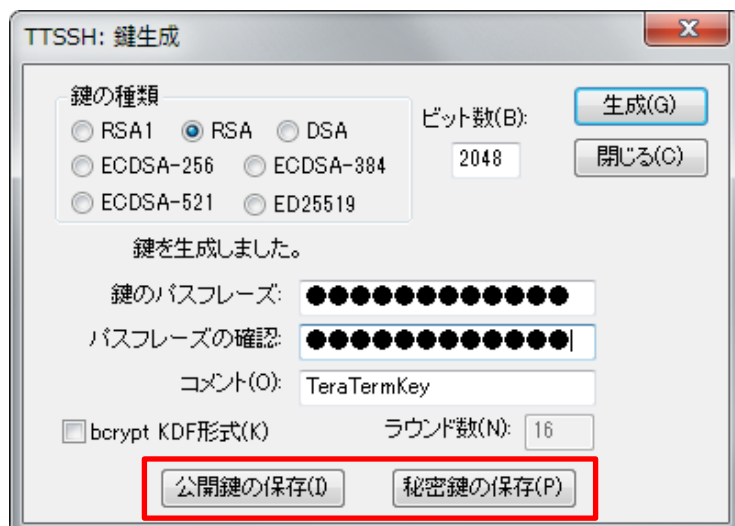 TTSSH: 鍵生成
鍵の種類
RSA1 RSA DSA
ECDSA-256 ECDSA-384
ECDSA-521 ED25519
ビット数(B):
2048
生成(G)
閉じる(C)
鍵を生成しました。
鍵のパスフレーズ: ●●●●●●●●●●●●
パスフレーズの確認: ●●●●●●●●●●●●
コメント(O): TeraTermKey
bcrypt KDF形式(K) ラウンド数(N): 16
公開鍵の保存(I) 秘密鍵の保存(P)